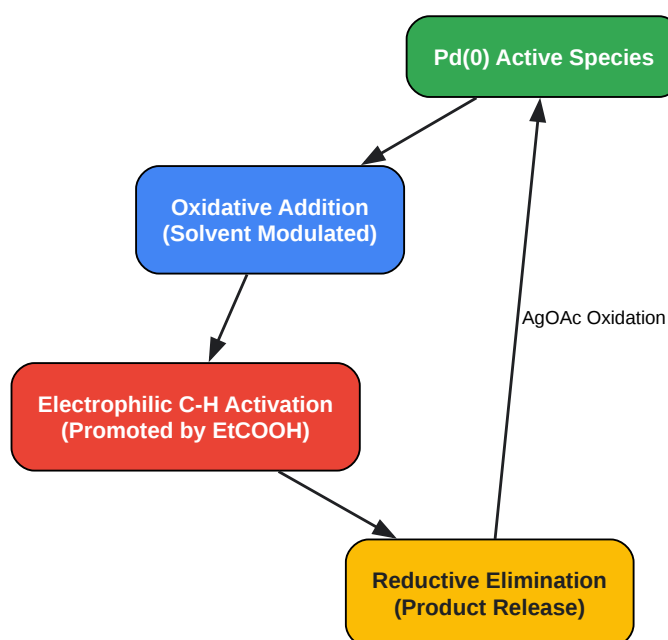 Pd(0) Active Species
Oxidative Addition
(Solvent Modulated)
AgOAc Oxidation
Electrophilic C-H Activation
(Promoted by EtCOOH)
Reductive Elimination
(Product Release)